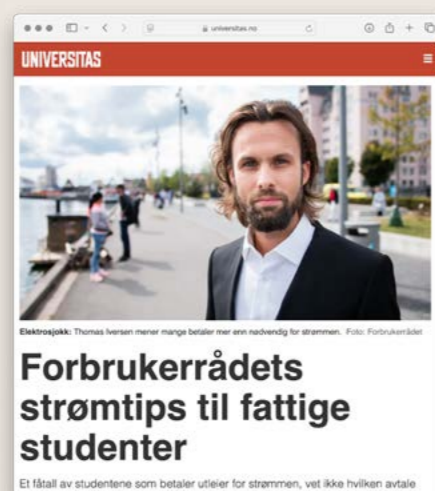 universitas.no
UNIVERSITAS
Elektrosjokk: Thomas Iversen mener mange betaler mer enn nødvendig for strømmen. Foto: Forbrukerrådet
Forbrukerrådets
strømtips til fattige
studenter
Et fåtall av studentene som betaler utleier for strømmen, vet ikke hvilken avtale